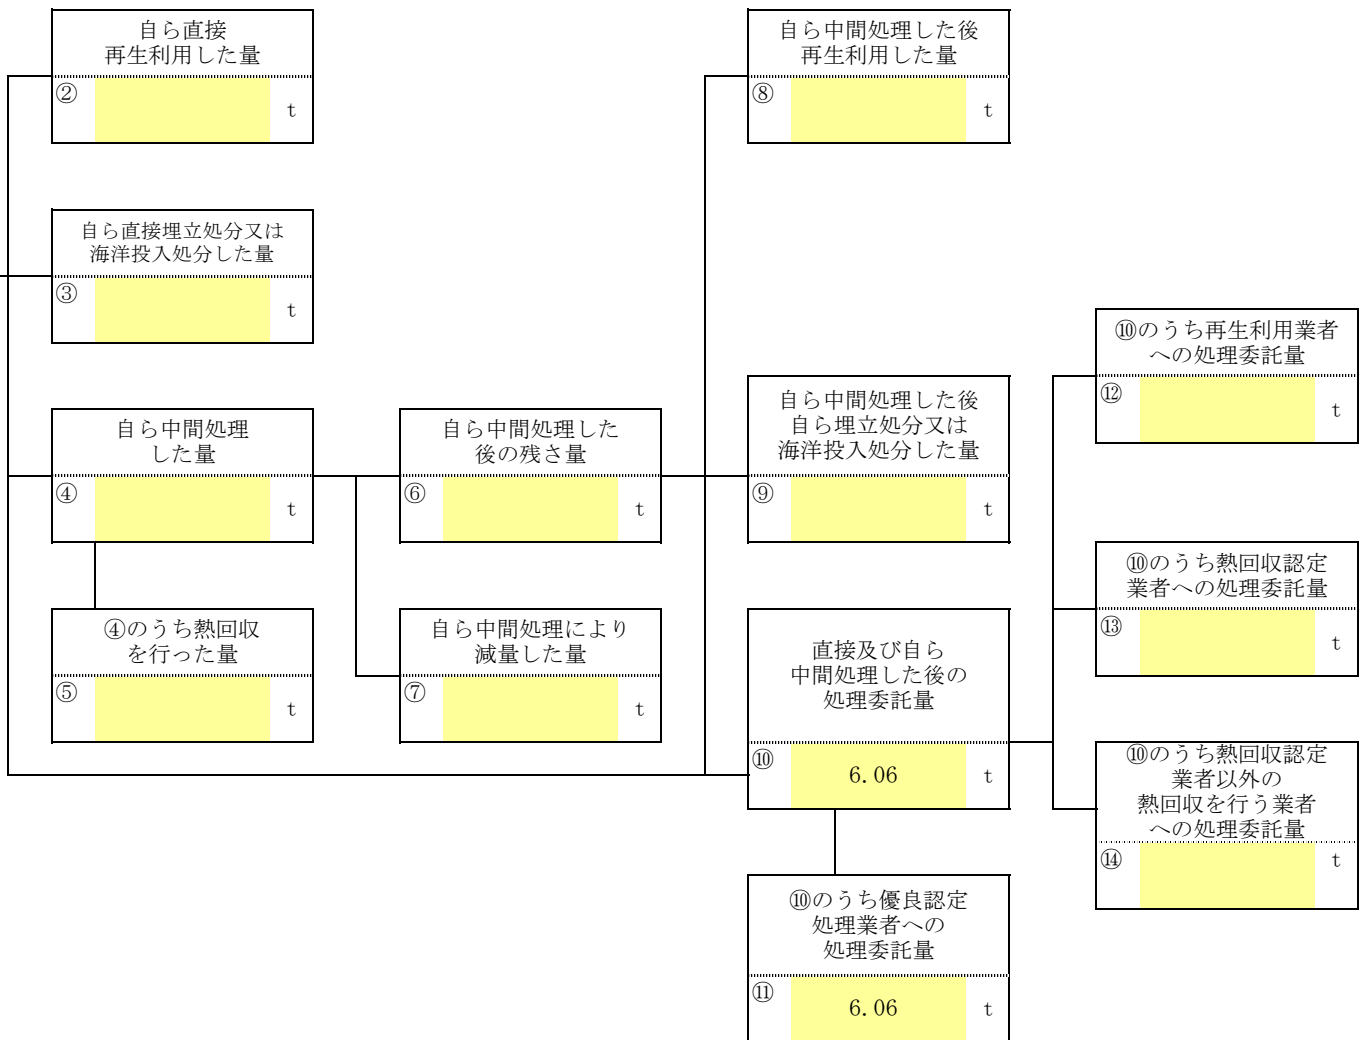 自ら直接
再生利用した量
②
t
自ら直接埋立処分又は
海洋投入処分した量
③
t
自ら中間処理
した量
④
t
④のうち熱回収
を行った量
⑤
t
自ら中間処理した
後の残さ量
⑥
t
自ら中間処理により
減量した量
⑦
t
自ら中間処理した後
再生利用した量
⑧
t
自ら中間処理した後
自ら埋立処分又は
海洋投入処分した量
⑨
t
直接及び自ら
中間処理した後の
処理委託量
⑩ 6.06 t
⑩のうち優良認定
処理業者への
処理委託量
⑪ 6.06 t
⑩のうち再生利用業者
への処理委託量
⑫
t
⑩のうち熱回収認定
業者への処理委託量
⑬
t
⑩のうち熱回収認定
業者以外の
熱回収を行う業者
への処理委託量
⑭
t